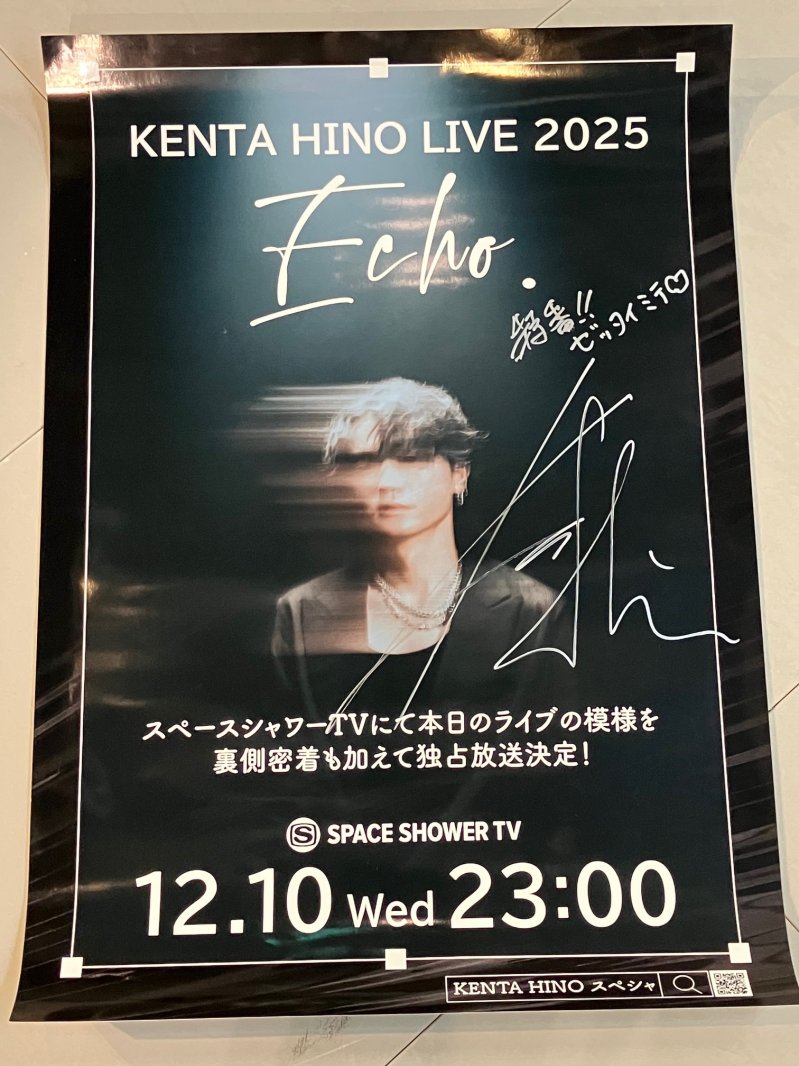 KENTA HINO LIVE 2025
Echo.
密着!!
ゼッタイミテ♡
スペースシャワーTVにて本日のライブの模様を
裏側密着も加えて独占放送決定!
S SPACE SHOWER TV
12.10 Wed 23:00
KENTA HINO スペシャ